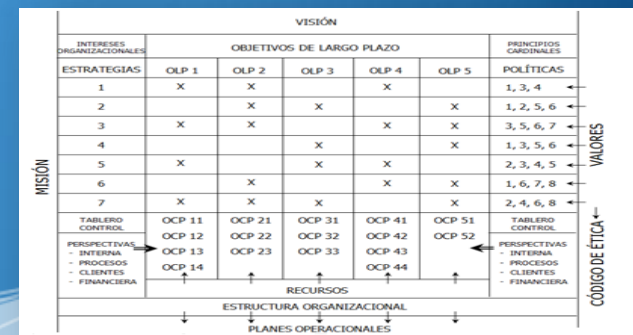 VISIÓN
INTERESES ORGANIZACIONALES OBJETIVOS DE LARGO PLAZO PRINCIPIOS CARDINALES
ESTRATEGIAS OLP 1 OLP 2 OLP 3 OLP 4 OLP 5 POLÍTICAS
1 X X X 1, 3, 4
2 X X X 1, 2, 5, 6
3 X X X X 3, 5, 6, 7
4 X X 1, 3, 5, 6
5 X X X 2, 3, 4, 5
6 X X X 1, 6, 7, 8
7 X X X X 2, 4, 6, 8
TABLERO CONTROL OCP 11 OCP 21 OCP 31 OCP 41 OCP 51 TABLERO CONTROL
OCP 12 OCP 22 OCP 32 OCP 42 OCP 52
PERSPECTIVAS OCP 13 OCP 23 OCP 33 OCP 43 PERSPECTIVAS
- INTERNA OCP 14 OCP 44 - INTERNA
- PROCESOS - PROCESOS
- CLIENTES - CLIENTES
- FINANCIERA - FINANCIERA
RECURSOS
ESTRUCTURA ORGANIZACIONAL
PLANES OPERACIONALES
MISIÓN
VALORES
CÓDIGO DE ÉTICA